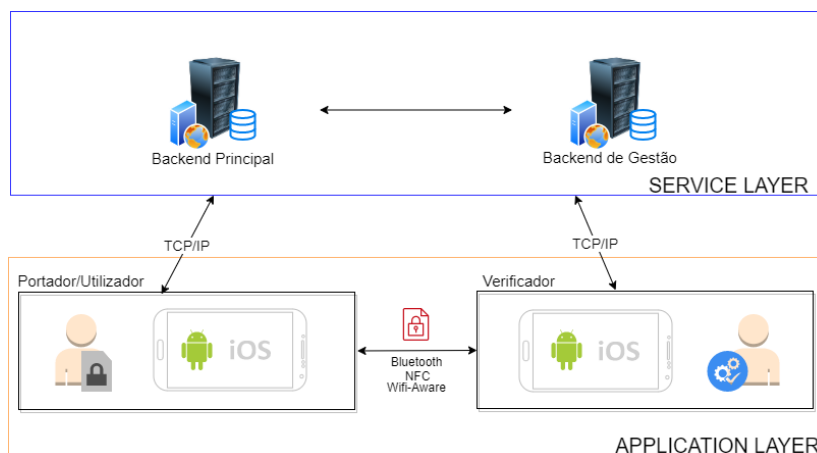 Backend Principal
Backend de Gestão
SERVICE LAYER
TCP/IP
TCP/IP
Portador/Utilizador
Verificador
iOS
iOS
Bluetooth
NFC
Wifi-Aware
APPLICATION LAYER